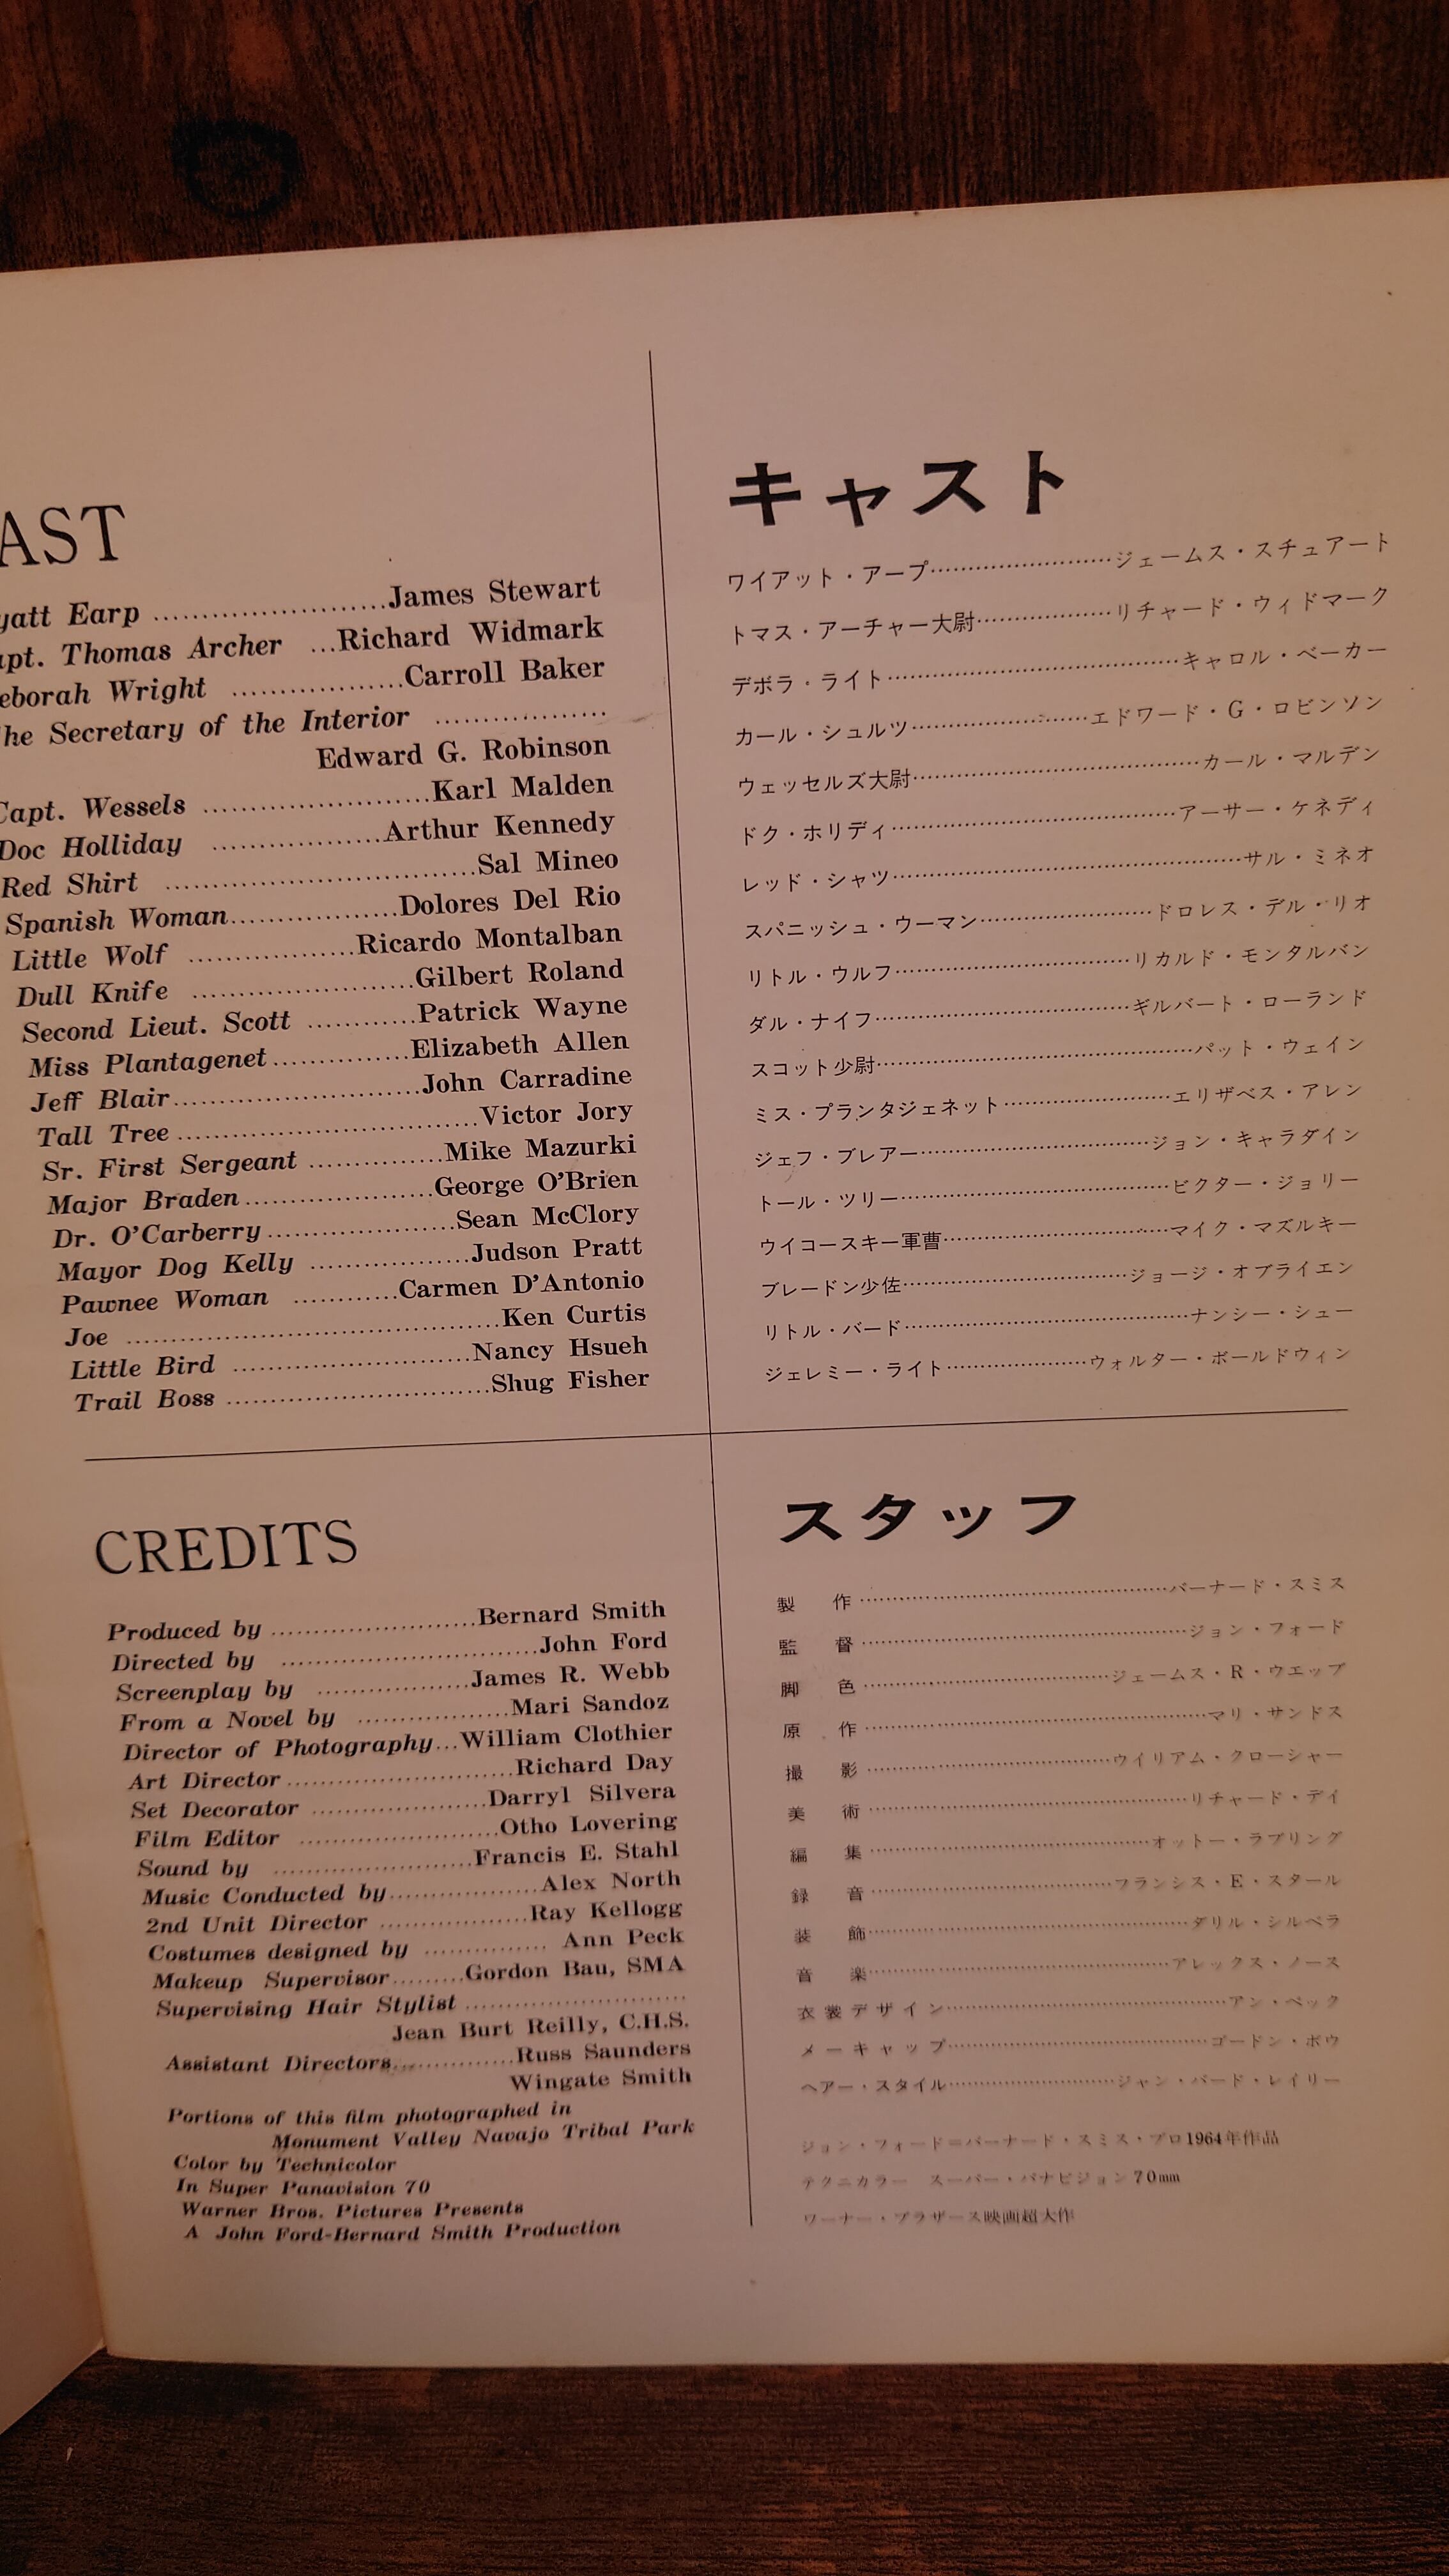 AST
yatt Earp ........................James Stewart
apt. Thomas Archer ...Richard Widmark
eborah Wright ..................Carroll Baker
he Secretary of the Interior ..................
Edward G. Robinson
Capt. Wessels ........................Karl Malden
Doc Holliday ..................Arthur Kennedy
Red Shirt .................................Sal Mineo
Spanish Woman..................Dolores Del Rio
Little Wolf ..................Ricardo Montalban
Dull Knife ........................Gilbert Roland
Second Lieut. Scott ............Patrick Wayne
Miss Plantagenet...............Elizabeth Allen
Jeff Blair...........................John Carradine
Tall Tree .................................Victor Jory
Sr. First Sergeant ...............Mike Mazurki
Major Braden.....................George O'Brien
Dr. O'Carberry.....................Sean McClory
Mayor Dog Kelly ..................Judson Pratt
Pawnee Woman ............Carmen D'Antonio
Joe ..........................................Ken Curtis
Little Bird ...........................Nancy Hsueh
Trail Boss ..............................Shug Fisher
キャスト
ワイアット・アープ························ジェームス・スチュアート
トマス・アーチャー大尉··················リチャード・ウィドマーク
デボラ・ライト·······································キャロル・ベーカー
カール・シュルツ························エドワード・G・ロビンソン
ウェッセルズ大尉·······································カール・マルデン
ドク・ホリディ·······································アーサー・ケネディ
レッド・シャツ················································サル・ミネオ
スパニッシュ・ウーマン························ドロレス・デル・リオ
リトル・ウルフ·································リカルド・モンタルバン
ダル・ナイフ···································ギルバート・ローランド
スコット少尉···········································パット・ウェイン
ミス・プランタジェネット························エリザベス・アレン
ジェフ・ブレアー·································ジョン・キャラダイン
トール・ツリー·······································ビクター・ジョリー
ウイコースキー軍曹·································マイク・マズルキー
ブレードン少佐·································ジョージ・オブライエン
リトル・バード·······································ナンシー・シュー
ジェレミー・ライト·····················ウォルター・ボールドウィン
CREDITS
Produced by ........................Bernard Smith
Directed by ..............................John Ford
Screenplay by ..................James R. Webb
From a Novel by ..................Mari Sandoz
Director of Photography...William Clothier
Art Director...........................Richard Day
Set Decorator .....................Darryl Silvera
Film Editor ........................Otho Lovering
Sound by ........................Francis E. Stahl
Music Conducted by..................Alex North
2nd Unit Director ..................Ray Kellogg
Costumes designed by ............... Ann Peck
Makeup Supervisor.........Gordon Bau, SMA
Supervising Hair Stylist ...........................
Jean Burt Reilly, C.H.S.
Assistant Directors...............Russ Saunders
Wingate Smith
Portions of this film photographed in
Monument Valley Navajo Tribal Park
Color by Technicolor
In Super Panavision 70
Warner Bros. Pictures Presents
A John Ford-Bernard Smith Production
スタッフ
製作·············································バーナード・スミス
監督················································ジョン・フォード
脚色·····································ジェームス・R・ウエッブ
原作···················································マリ・サンドス
撮影·····································ウイリアム・クローシャー
美術················································リチャード・デイ
編集···········································オットー・ラブリング
録音·····································フランシス・E・スタール
装飾················································ダリル・シルベラ
音楽·············································アレックス・ノース
衣裳デザイン···········································アン・ペック
メーキャップ·······································ゴードン・ボウ
ヘアー・スタイル························ジャン・バード・レイリー
ジョン・フォード=バーナード・スミス・プロ1964年作品
テクニカラー スーパー・パナビジョン70mm
ワーナー・ブラザース映画超大作